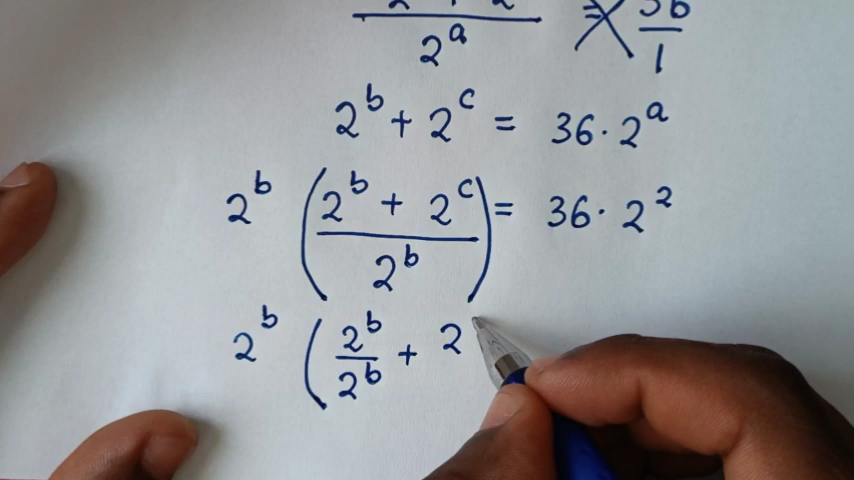 2^a = 36/1
2^b + 2^c = 36 · 2^a
2^b ((2^b + 2^c)/2^b) = 36 · 2^2
2^b (2^b/2^b + 2